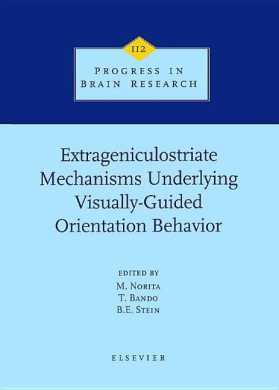 112
PROGRESS IN
BRAIN RESEARCH
Extrageniculostriate
Mechanisms Underlying
Visually-Guided
Orientation Behavior
EDITED BY
M. NORITA
T. BANDO
B.E. STEIN
ELSEVIER